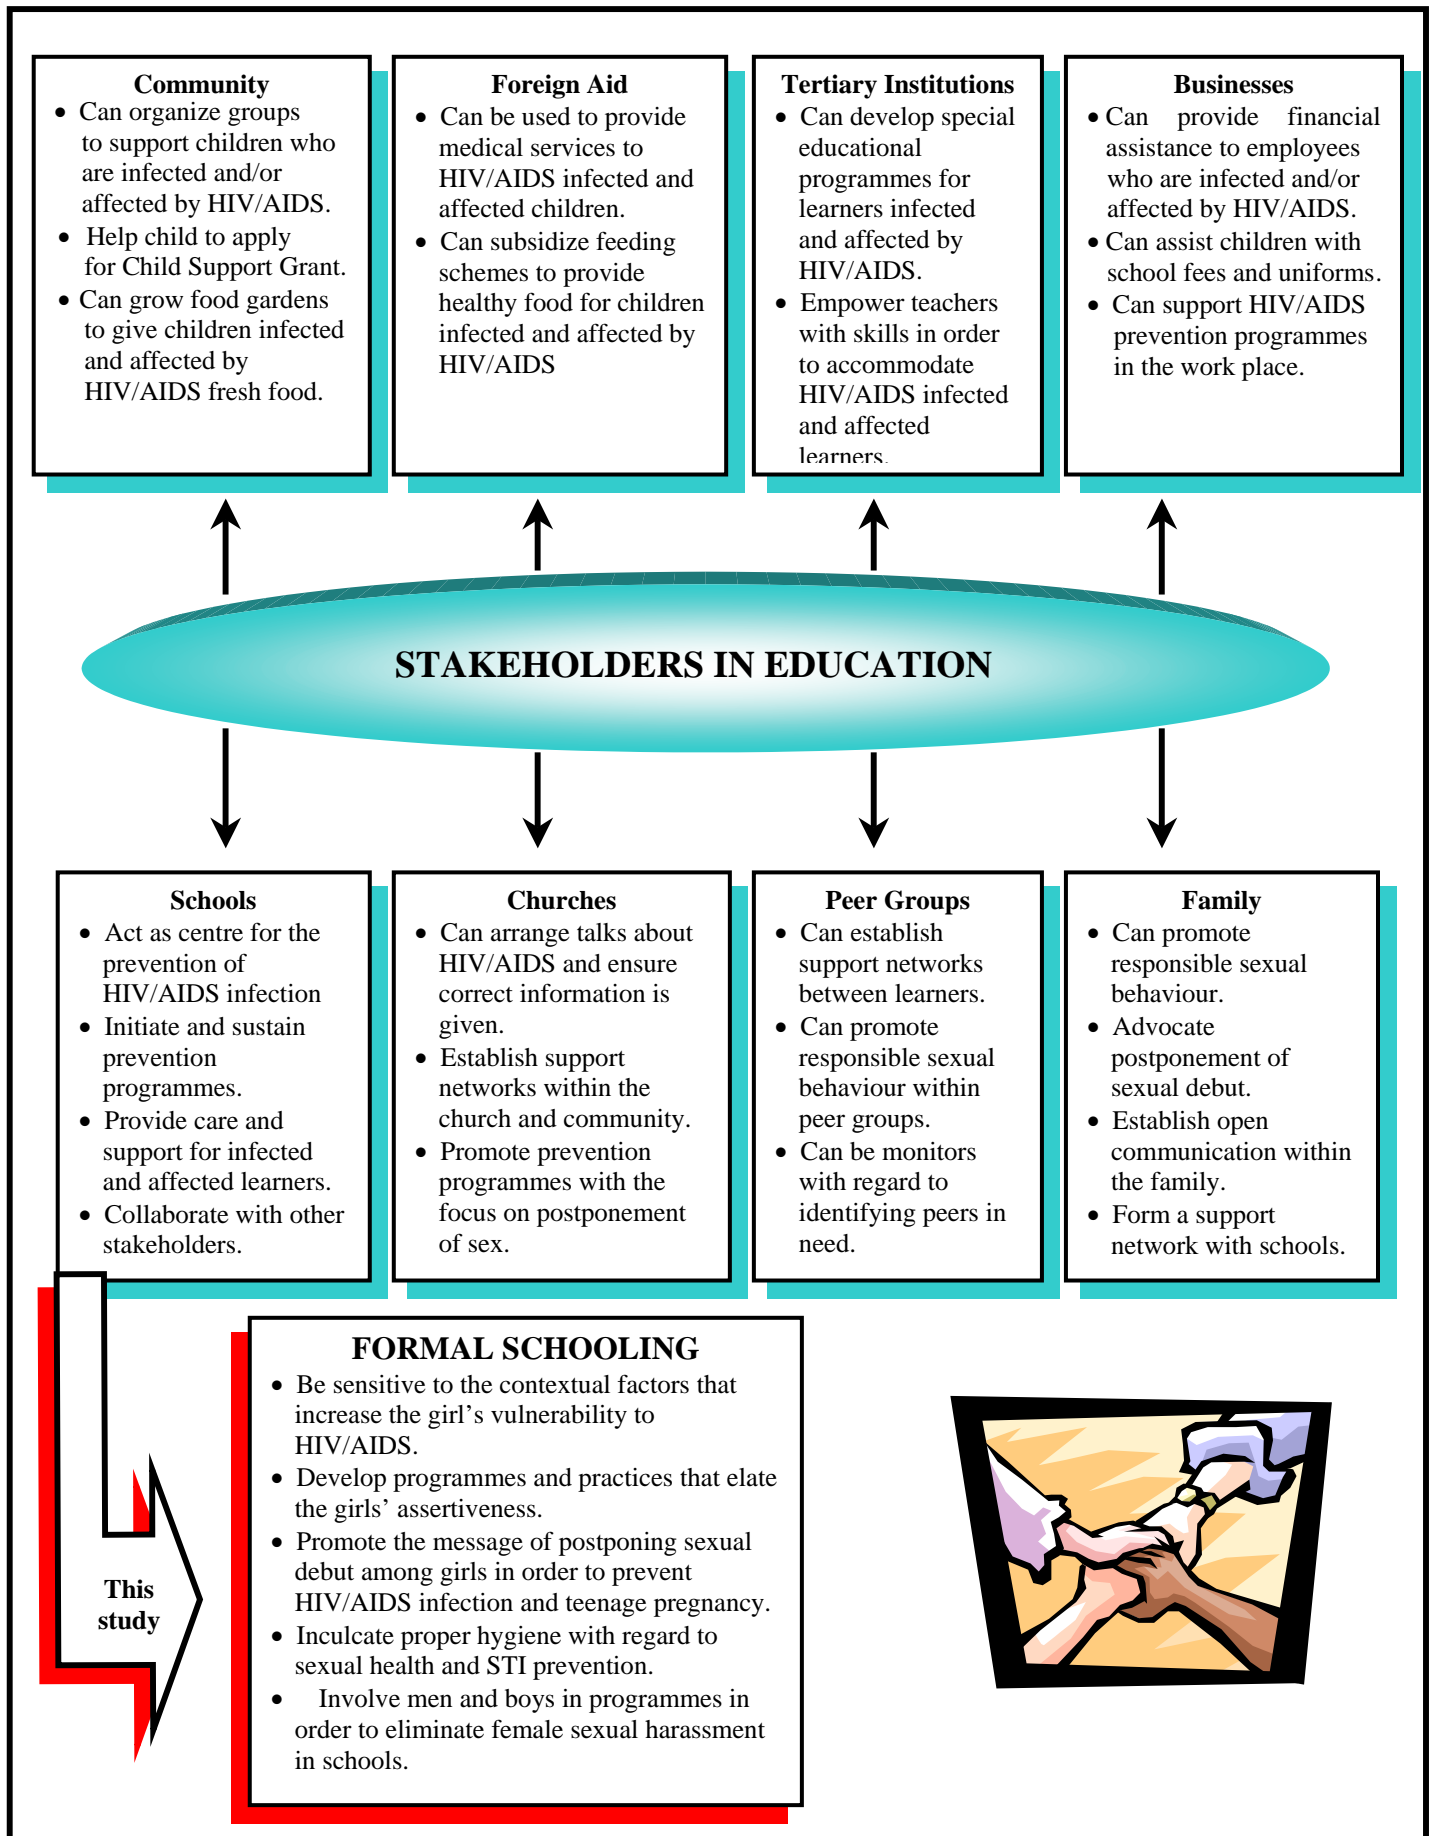 Community
• Can organize groups
to support children who
are infected and/or
affected by HIV/AIDS.
• Help child to apply
for Child Support Grant.
• Can grow food gardens
to give children infected
and affected by
HIV/AIDS fresh food.
Foreign Aid
• Can be used to provide
medical services to
HIV/AIDS infected and
affected children.
• Can subsidize feeding
schemes to provide
healthy food for children
infected and affected by
HIV/AIDS
Tertiary Institutions
• Can develop special
educational
programmes for
learners infected
and affected by
HIV/AIDS.
• Empower teachers
with skills in order
to accommodate
HIV/AIDS infected
and affected
learners.
Businesses
• Can provide financial
assistance to employees
who are infected and/or
affected by HIV/AIDS.
• Can assist children with
school fees and uniforms.
• Can support HIV/AIDS
prevention programmes
in the work place.
STAKEHOLDERS IN EDUCATION
Schools
• Act as centre for the
prevention of
HIV/AIDS infection
• Initiate and sustain
prevention
programmes.
• Provide care and
support for infected
and affected learners.
• Collaborate with other
stakeholders.
Churches
• Can arrange talks about
HIV/AIDS and ensure
correct information is
given.
• Establish support
networks within the
church and community.
• Promote prevention
programmes with the
focus on postponement
of sex.
Peer Groups
• Can establish
support networks
between learners.
• Can promote
responsible sexual
behaviour within
peer groups.
• Can be monitors
with regard to
identifying peers in
need.
Family
• Can promote
responsible sexual
behaviour.
• Advocate
postponement of
sexual debut.
• Establish open
communication within
the family.
• Form a support
network with schools.
This
study
FORMAL SCHOOLING
• Be sensitive to the contextual factors that
increase the girl’s vulnerability to
HIV/AIDS.
• Develop programmes and practices that elate
the girls’ assertiveness.
• Promote the message of postponing sexual
debut among girls in order to prevent
HIV/AIDS infection and teenage pregnancy.
• Inculcate proper hygiene with regard to
sexual health and STI prevention.
• Involve men and boys in programmes in
order to eliminate female sexual harassment
in schools.